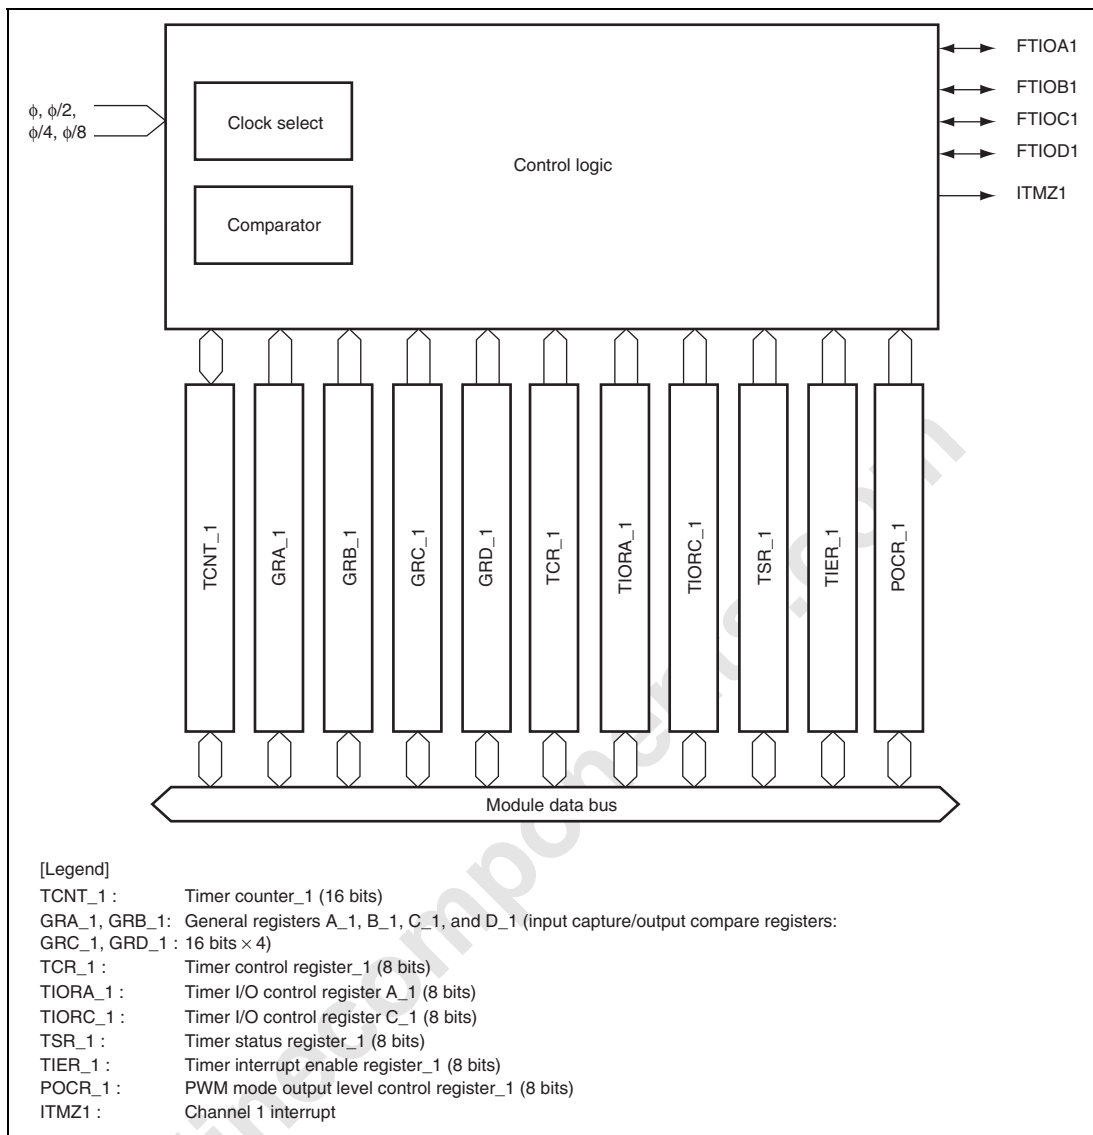 φ, φ/2,
φ/4, φ/8
Clock select
Comparator
Control logic
FTIOA1
FTIOB1
FTIOC1
FTIOD1
ITMZ1
TCNT_1
GRA_1
GRB_1
GRC_1
GRD_1
TCR_1
TIORA_1
TIORC_1
TSR_1
TIER_1
POCR_1
Module data bus
[Legend]
TCNT_1 : Timer counter_1 (16 bits)
GRA_1, GRB_1: General registers A_1, B_1, C_1, and D_1 (input capture/output compare registers:
GRC_1, GRD_1 : 16 bits × 4)
TCR_1 : Timer control register_1 (8 bits)
TIORA_1 : Timer I/O control register A_1 (8 bits)
TIORC_1 : Timer I/O control register C_1 (8 bits)
TSR_1 : Timer status register_1 (8 bits)
TIER_1 : Timer interrupt enable register_1 (8 bits)
POCR_1 : PWM mode output level control register_1 (8 bits)
ITMZ1 : Channel 1 interrupt